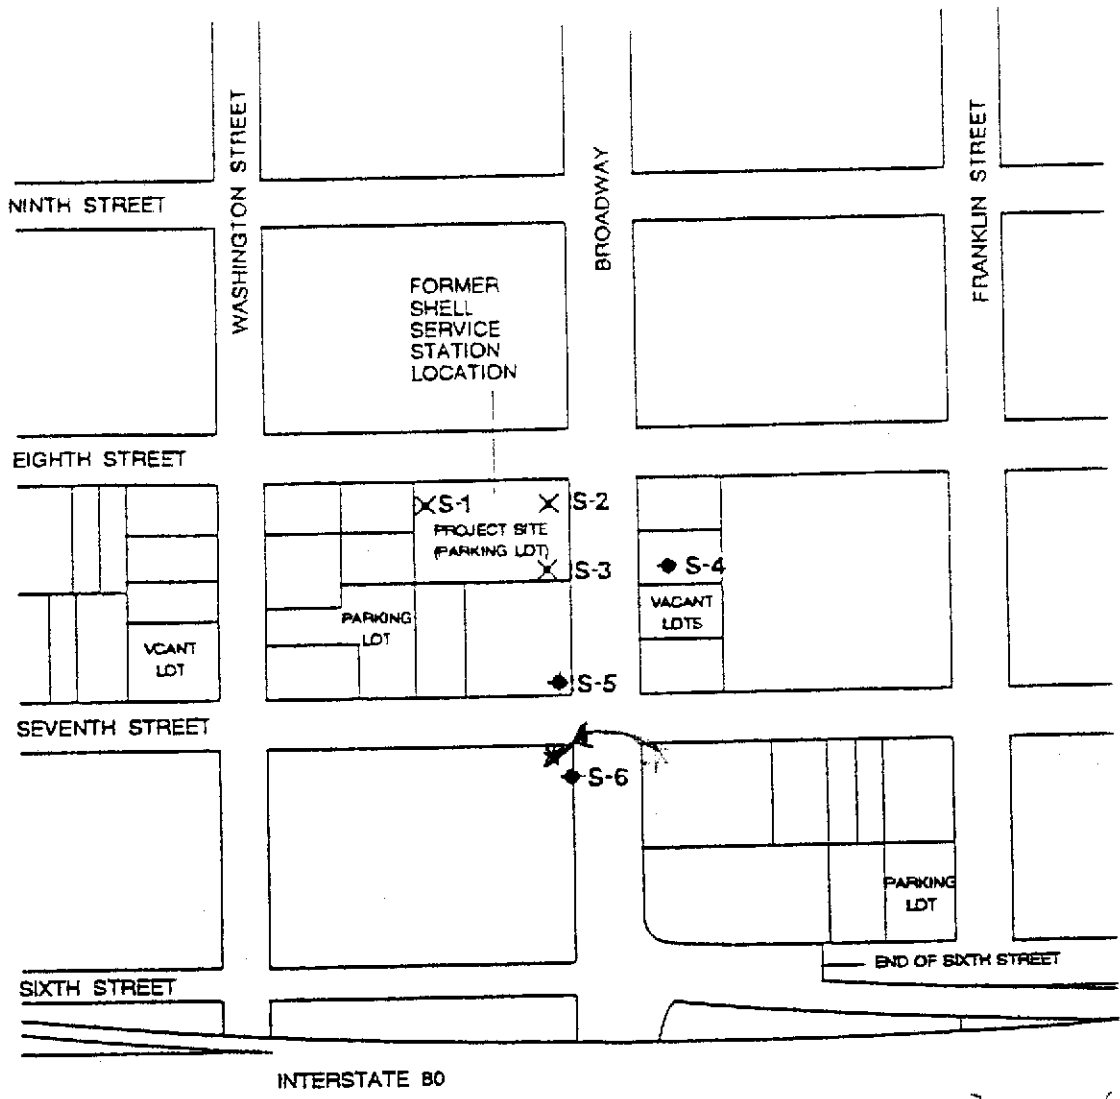 WASHINGTON STREET
BROADWAY
FRANKLIN STREET
NINTH STREET
FORMER
SHELL
SERVICE
STATION
LOCATION
EIGHTH STREET
S-1
S-2
PROJECT SITE
(PARKING LOT)
S-3
S-4
VACANT
LOTS
PARKING
LOT
VCANT
LOT
S-5
SEVENTH STREET
S-6
PARKING
LOT
END OF SIXTH STREET
SIXTH STREET
INTERSTATE 80